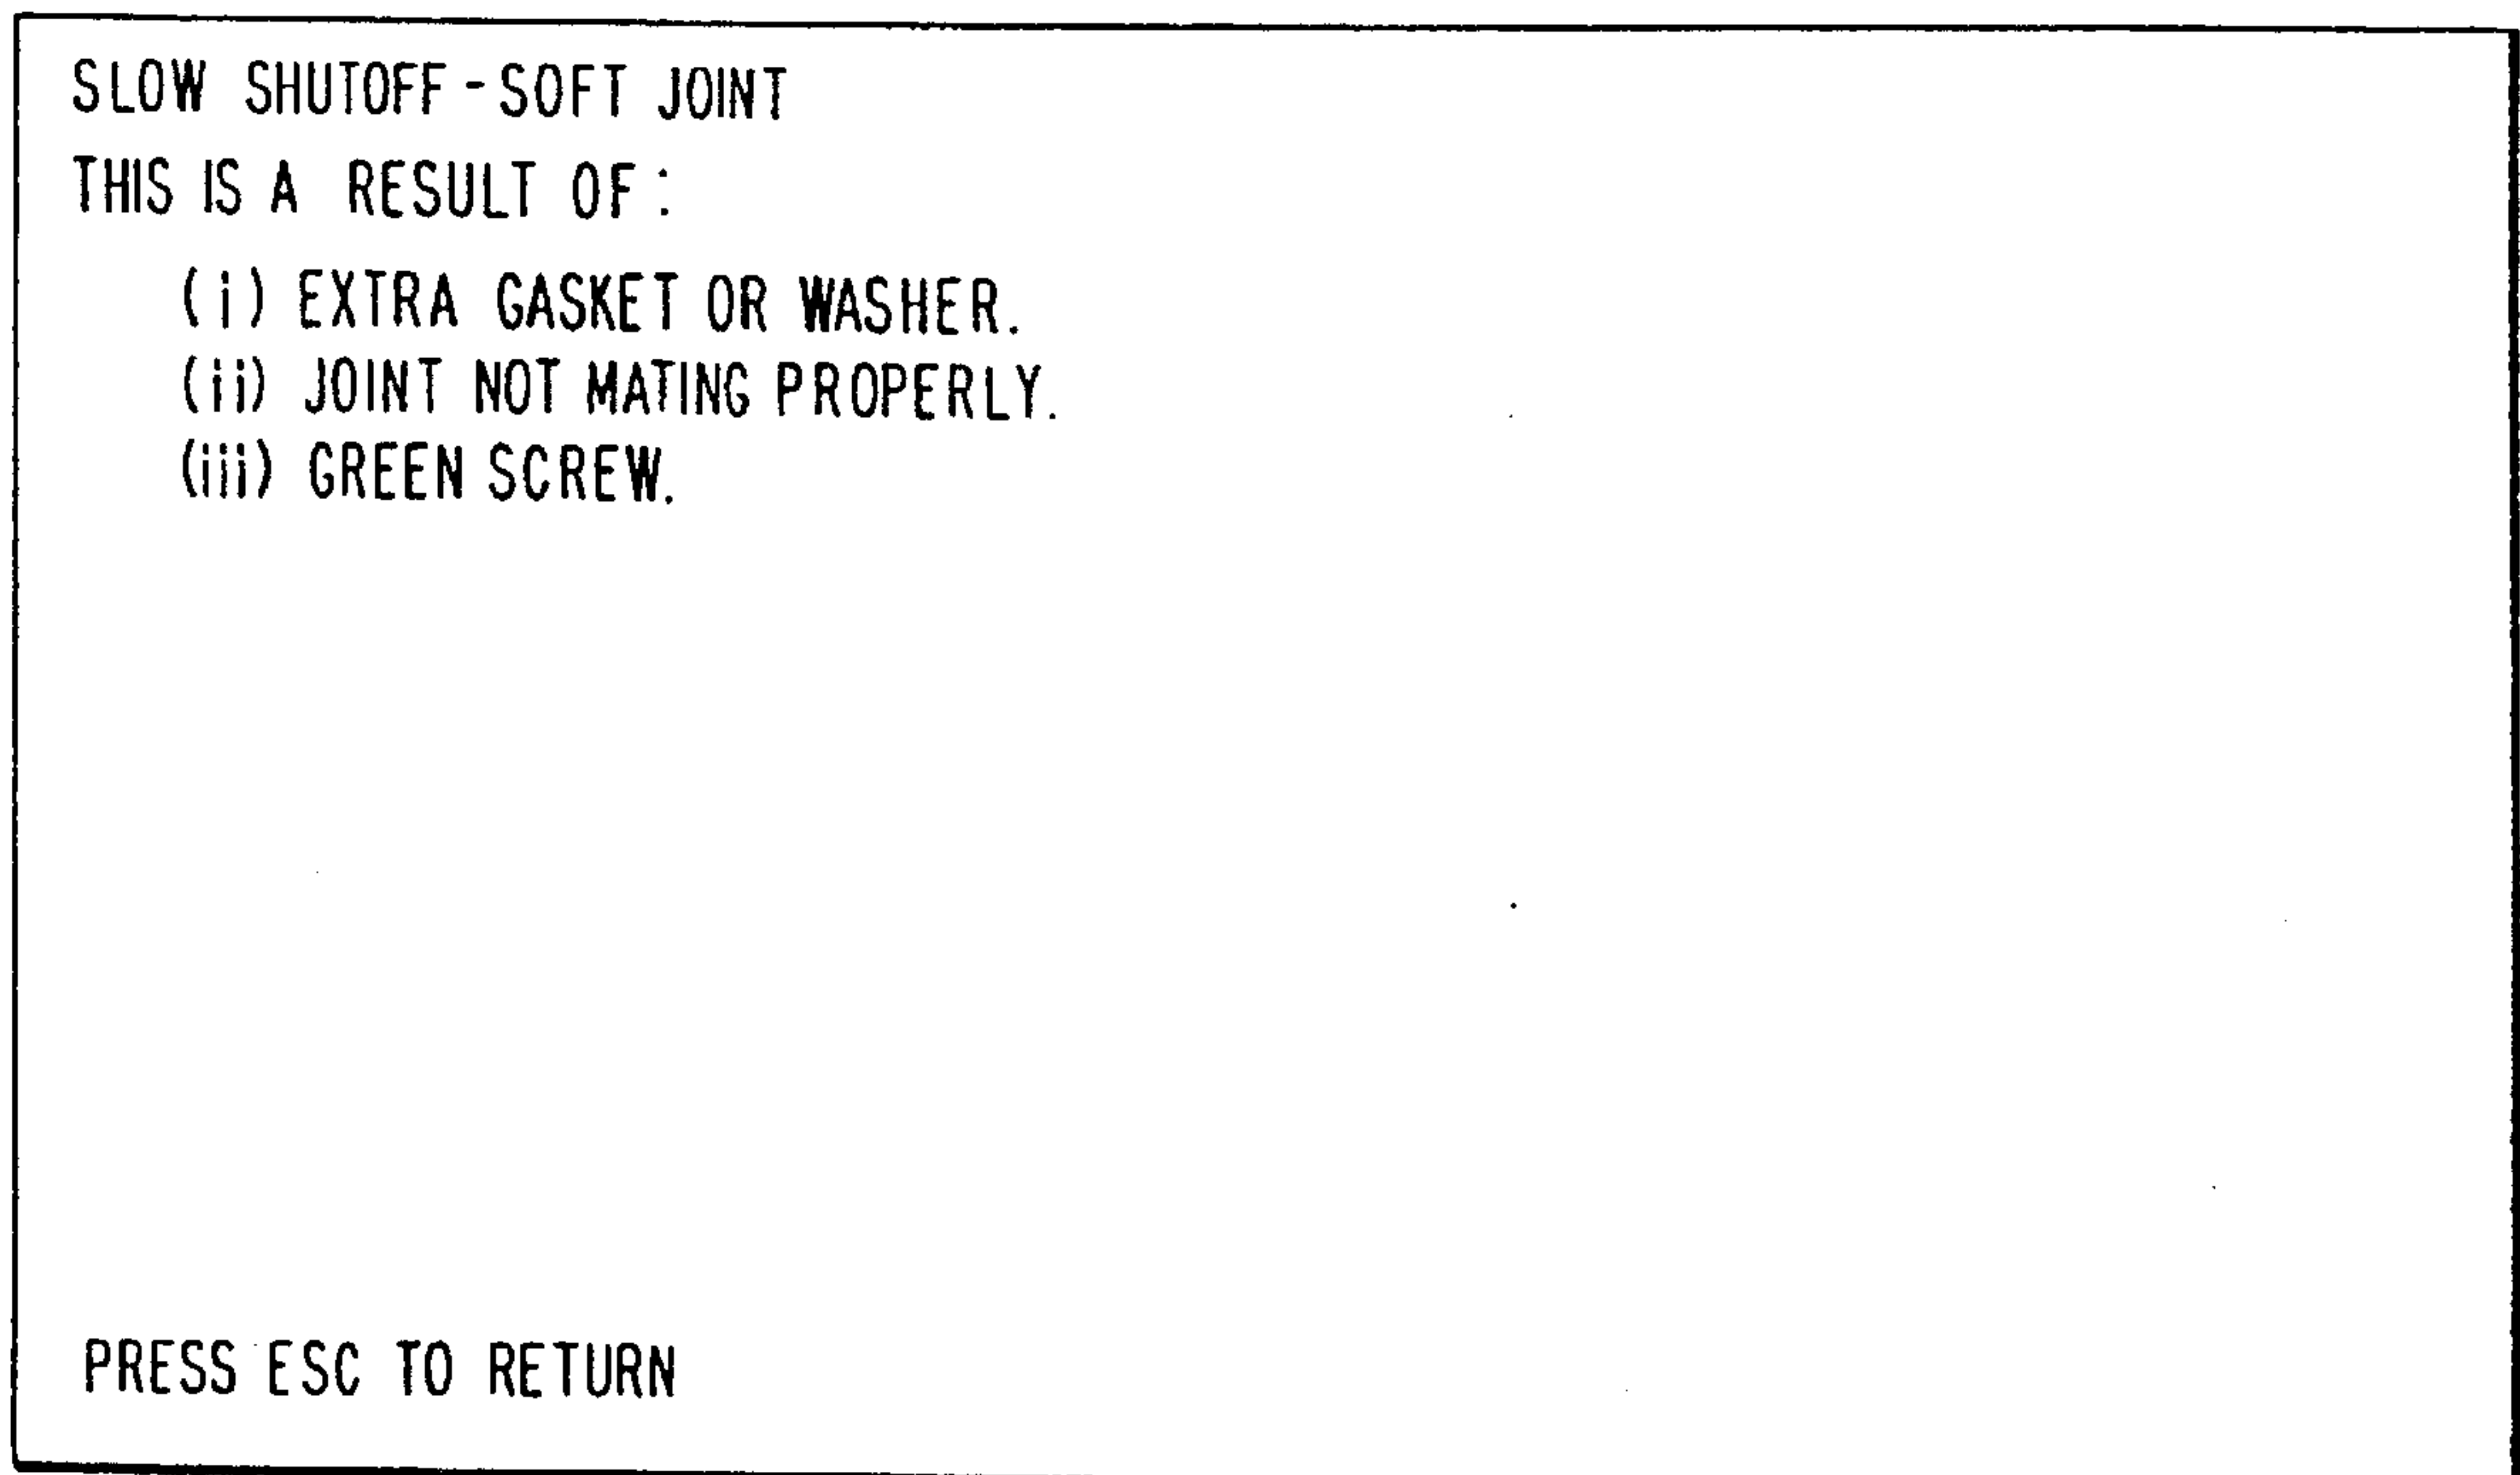 SLOW SHUTOFF - SOFT JOINT
THIS IS A RESULT OF :
(i) EXTRA GASKET OR WASHER.
(ii) JOINT NOT MATING PROPERLY.
(iii) GREEN SCREW.
PRESS ESC TO RETURN